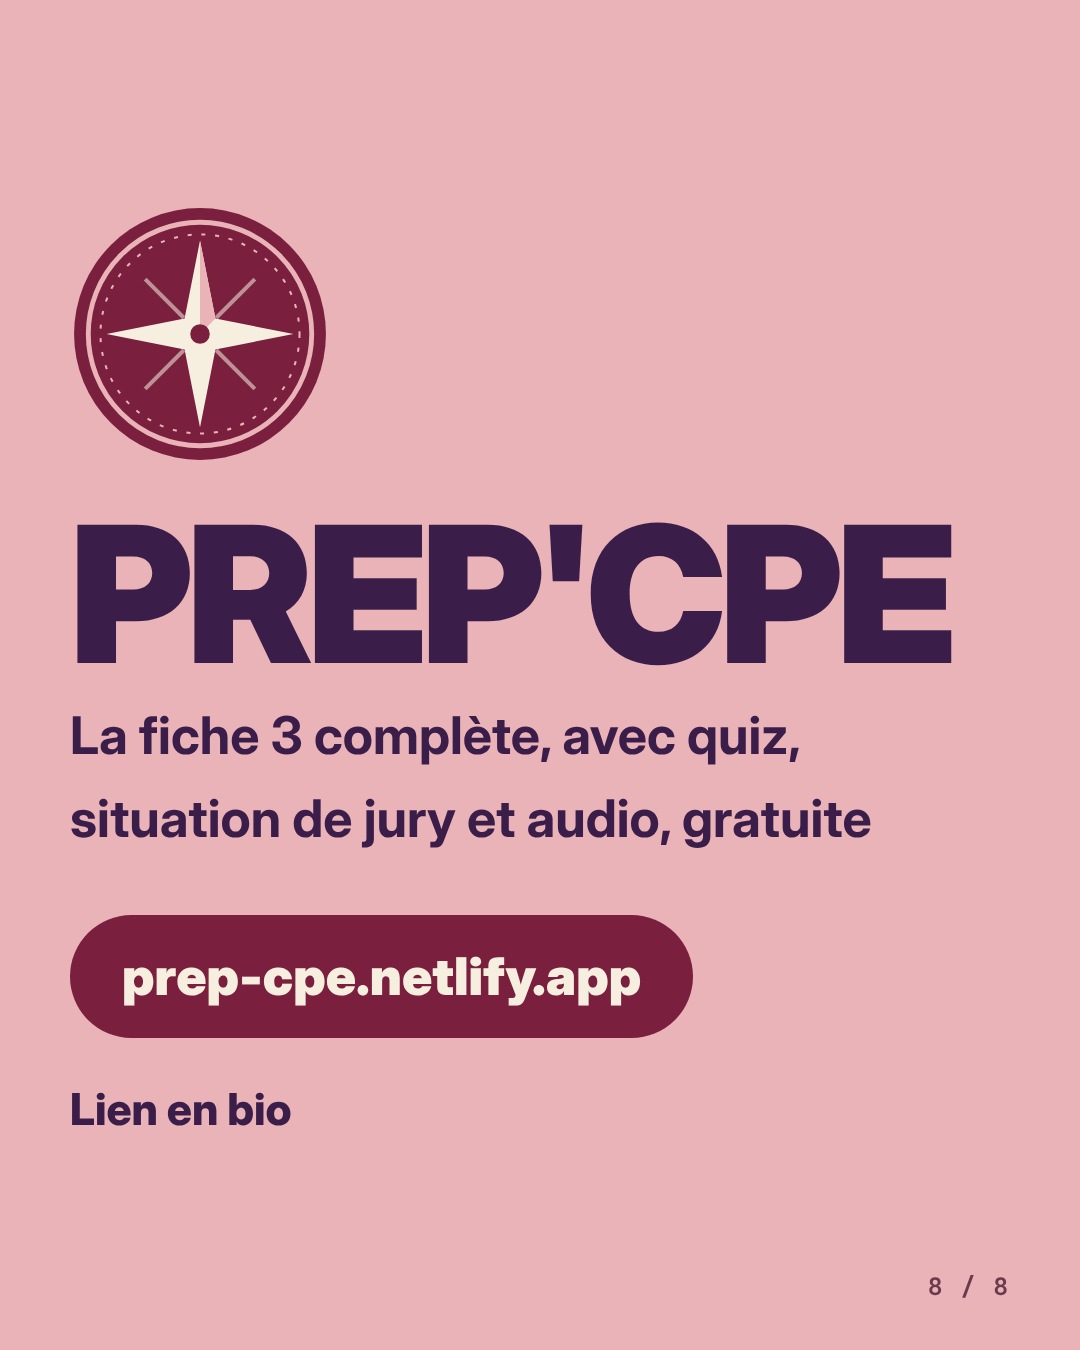 PREP'CPE
La fiche 3 complète, avec quiz,
situation de jury et audio, gratuite
prep-cpe.netlify.app
Lien en bio
8 / 8